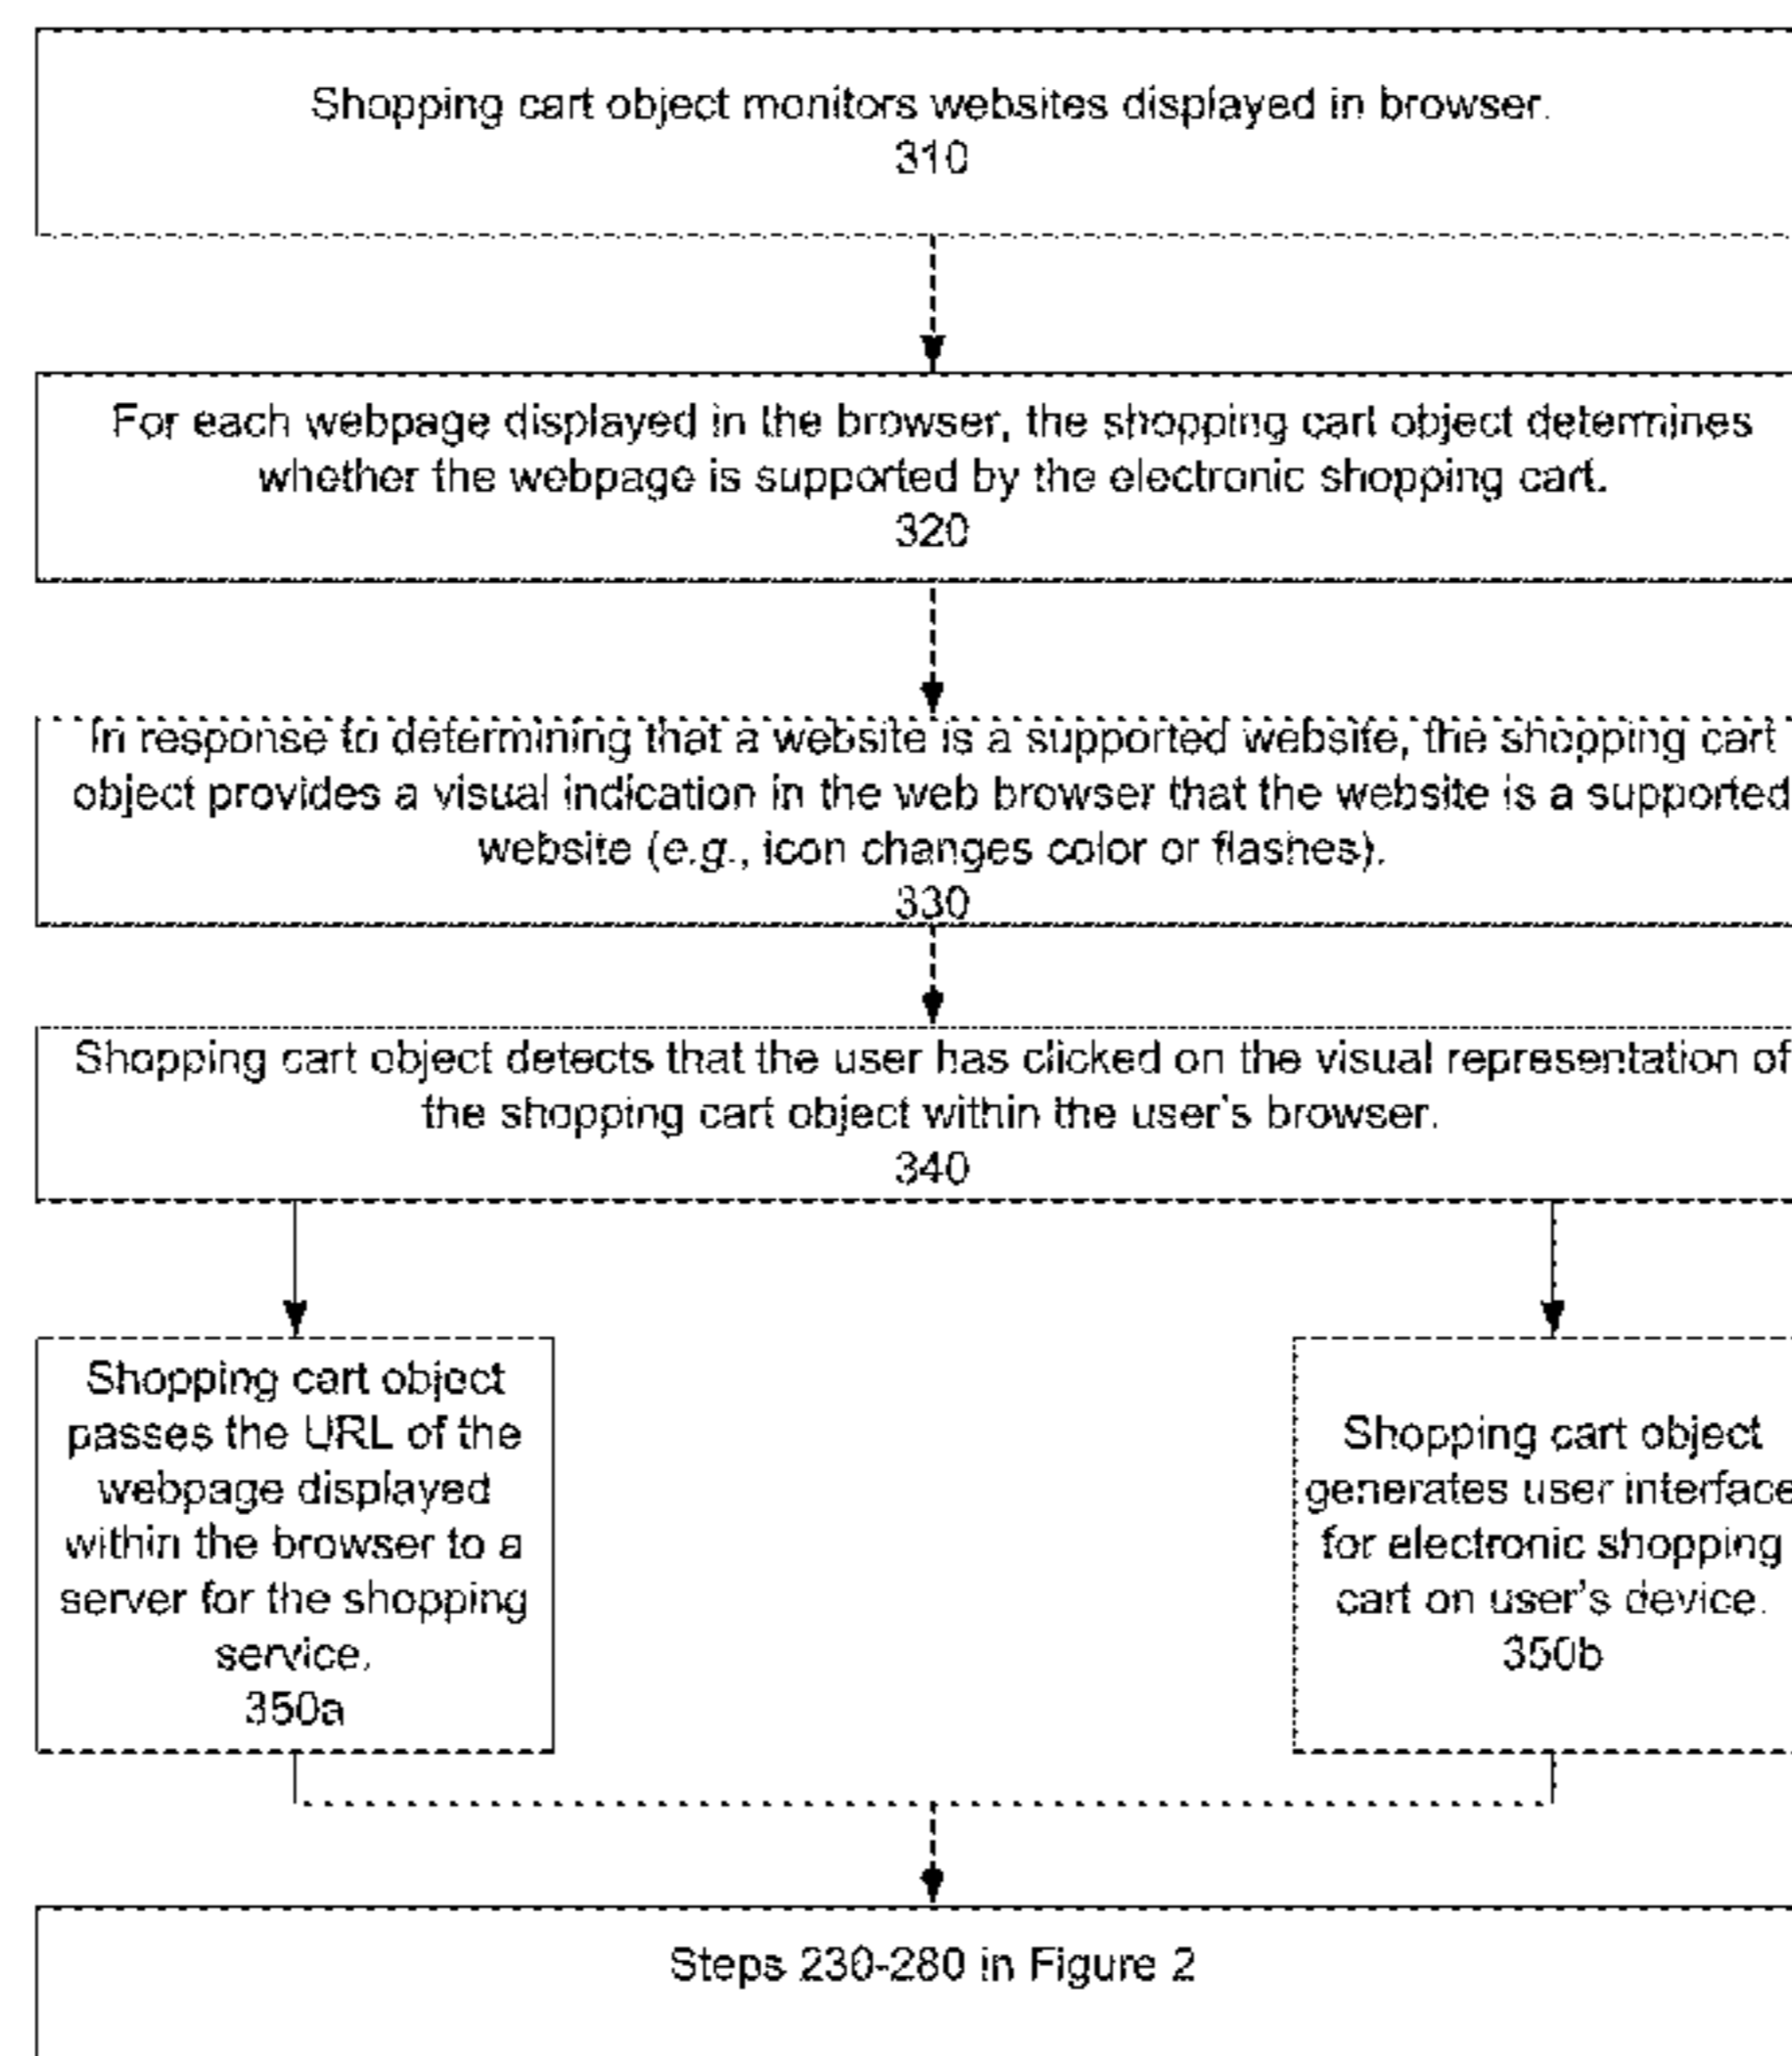 Shopping cart object monitors websites displayed in browser.
310
For each webpage displayed in the browser, the shopping cart object determines
whether the webpage is supported by the electronic shopping cart.
320
In response to determining that a website is a supported website, the shopping cart
object provides a visual indication in the web browser that the website is a supported
website (e.g., icon changes color or flashes).
330
Shopping cart object detects that the user has clicked on the visual representation of
the shopping cart object within the user's browser.
340
Shopping cart object
passes the URL of the
webpage displayed
within the browser to a
server for the shopping
service.
350a
Shopping cart object
generates user interface
for electronic shopping
cart on user's device.
350b
Steps 230-280 in Figure 2